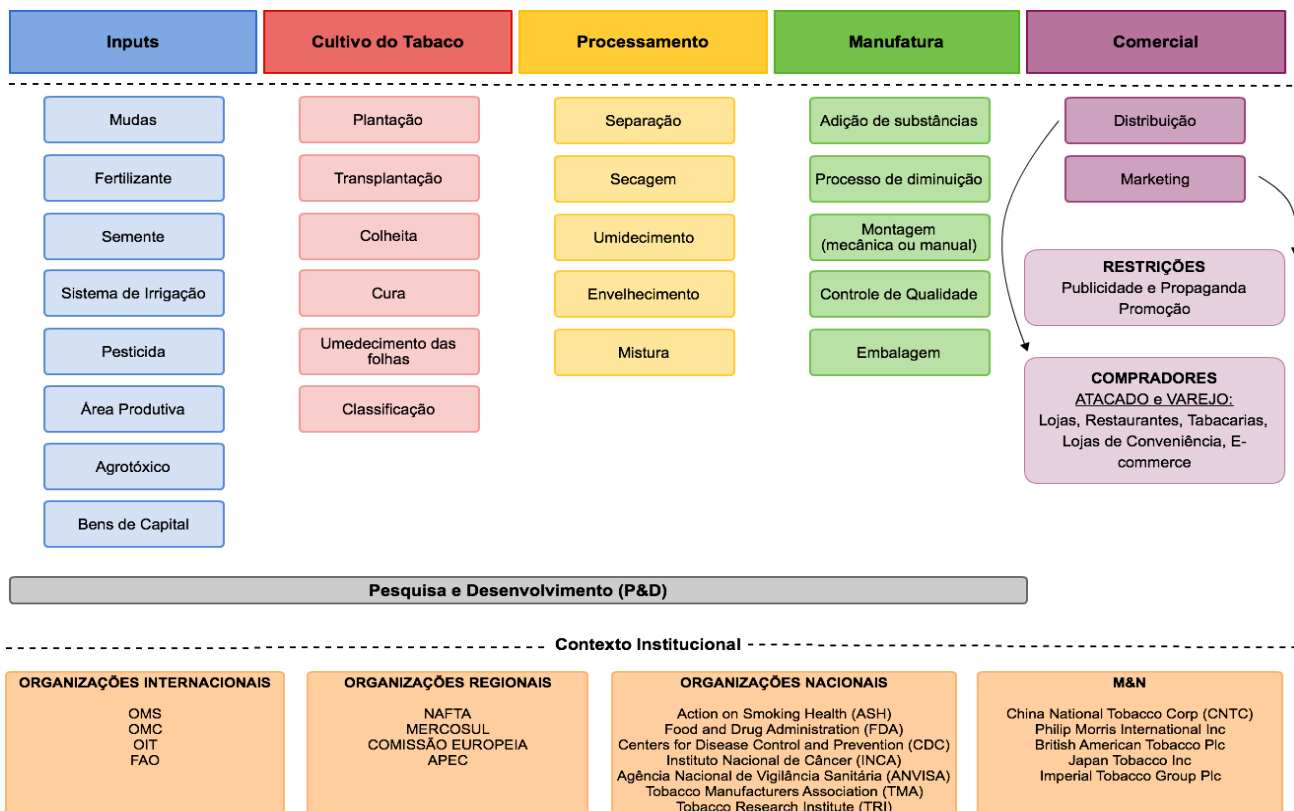 Inputs
Cultivo do Tabaco
Processamento
Manufatura
Comercial
Mudas
Fertilizante
Semente
Sistema de Irrigação
Pesticida
Área Produtiva
Agrotóxico
Bens de Capital
Plantação
Transplantação
Colheita
Cura
Umedecimento das
folhas
Classificação
Separação
Secagem
Umidecimento
Envelhecimento
Mistura
Adição de substâncias
Processo de diminuição
Montagem
(mecânica ou manual)
Controle de Qualidade
Embalagem
Distribuição
Marketing
RESTRIÇÕES
Publicidade e Propaganda
Promoção
COMPRADORES
ATACADO e VAREJO:
Lojas, Restaurantes, Tabacarias,
Lojas de Conveniência, E-
commerce
Pesquisa e Desenvolvimento (P&D)
Contexto Institucional
ORGANIZAÇÕES INTERNACIONAIS
OMS
OMC
OIT
FAO
ORGANIZAÇÕES REGIONAIS
NAFTA
MERCOSUL
COMISSÃO EUROPEIA
APEC
ORGANIZAÇÕES NACIONAIS
Action on Smoking Health (ASH)
Food and Drug Administration (FDA)
Centers for Disease Control and Prevention (CDC)
Instituto Nacional de Câncer (INCA)
Agência Nacional de Vigilância Sanitária (ANVISA)
Tobacco Manufacturers Association (TMA)
Tobacco Research Institute (TRI)
M&N
China National Tobacco Corp (CNTC)
Philip Morris International Inc
British American Tobacco Plc
Japan Tobacco Inc
Imperial Tobacco Group Plc